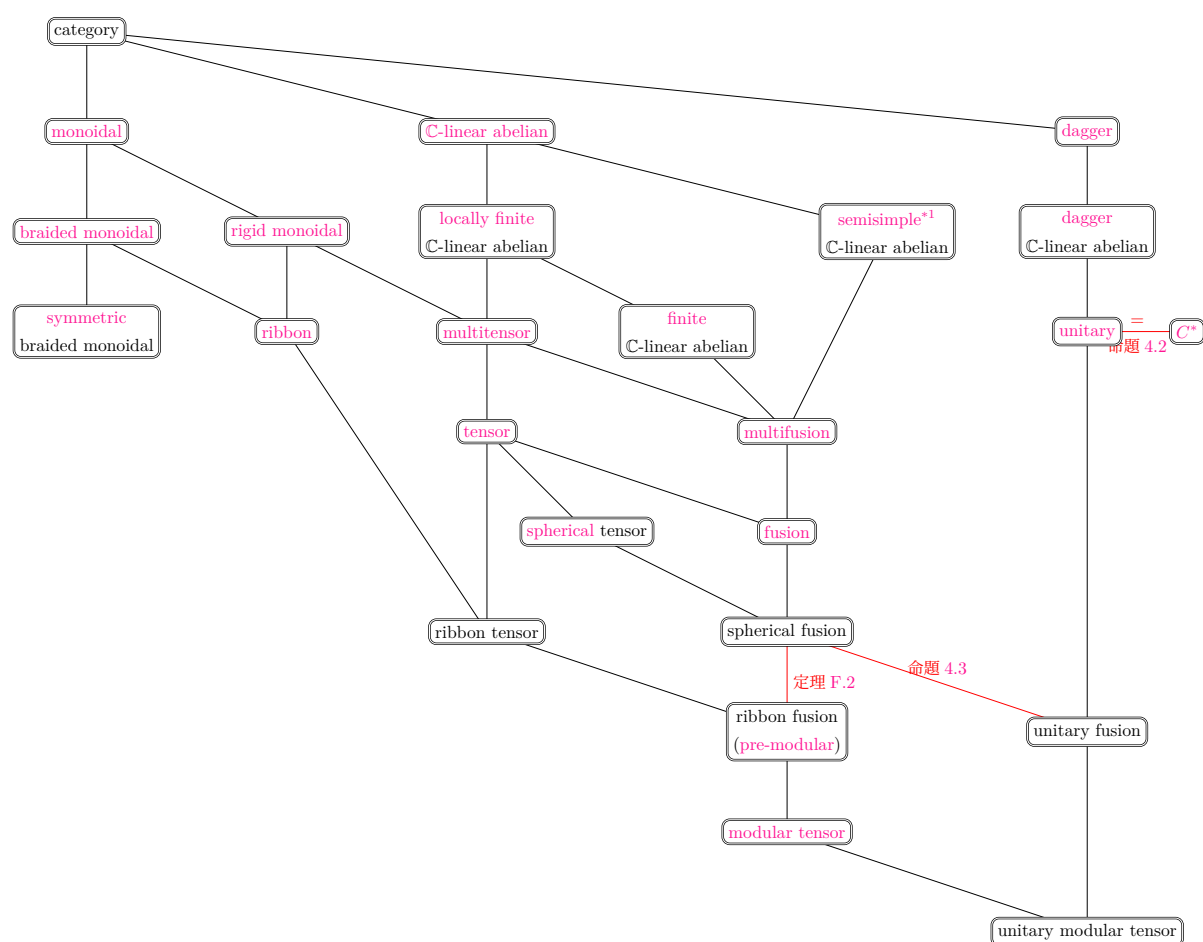 category
monoidal
ℂ-linear abelian
dagger
braided monoidal
rigid monoidal
locally finite
ℂ-linear abelian
semisimple*1
ℂ-linear abelian
dagger
ℂ-linear abelian
symmetric
braided monoidal
ribbon
multitensor
finite
ℂ-linear abelian
unitary
=
命題 4.2
C*
tensor
multifusion
spherical tensor
fusion
ribbon tensor
spherical fusion
定理 F.2
命題 4.3
ribbon fusion
(pre-modular)
unitary fusion
modular tensor
unitary modular tensor